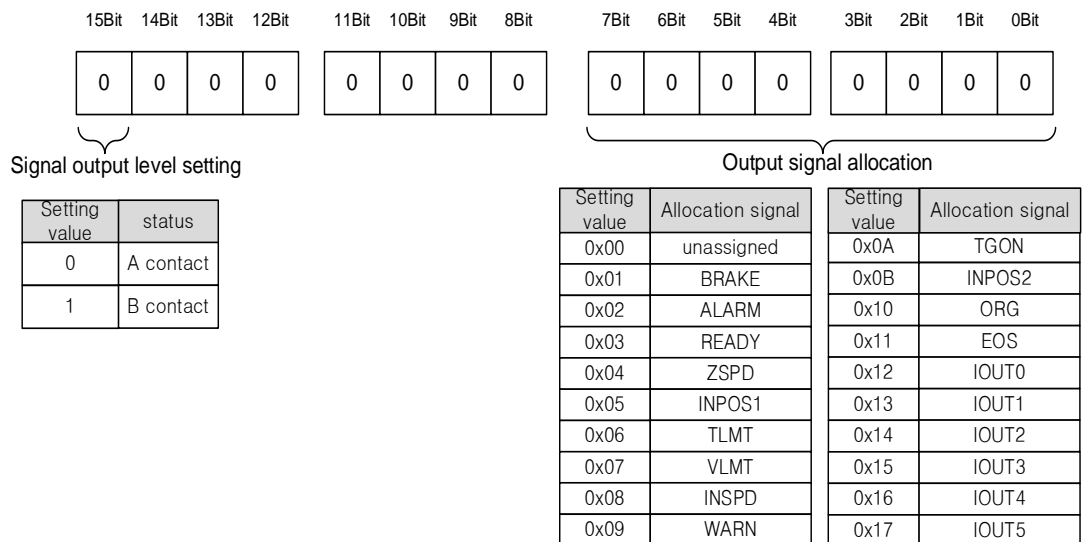 15Bit 14Bit 13Bit 12Bit 11Bit 10Bit 9Bit 8Bit 7Bit 6Bit 5Bit 4Bit 3Bit 2Bit 1Bit 0Bit
0 0 0 0 0 0 0 0 0 0 0 0 0 0 0 0
Signal output level setting
Setting value status
0 A contact
1 B contact
Output signal allocation
Setting value Allocation signal
0x00 unassigned
0x01 BRAKE
0x02 ALARM
0x03 READY
0x04 ZSPD
0x05 INPOS1
0x06 TLMT
0x07 VLMT
0x08 INSPD
0x09 WARN
Setting value Allocation signal
0x0A TGON
0x0B INPOS2
0x10 ORG
0x11 EOS
0x12 IOUT0
0x13 IOUT1
0x14 IOUT2
0x15 IOUT3
0x16 IOUT4
0x17 IOUT5